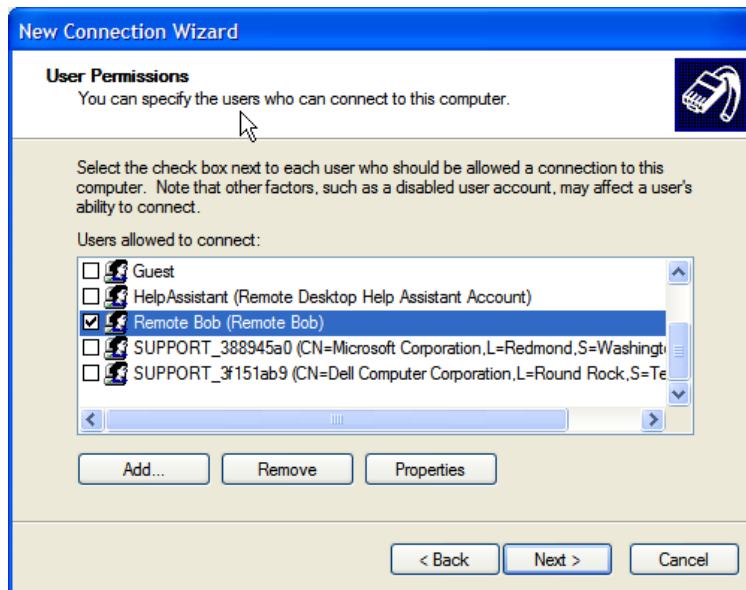 New Connection Wizard
User Permissions
You can specify the users who can connect to this computer.
Select the check box next to each user who should be allowed a connection to this
computer. Note that other factors, such as a disabled user account, may affect a user's
ability to connect.
Users allowed to connect:
Guest
HelpAssistant (Remote Desktop Help Assistant Account)
Remote Bob (Remote Bob)
SUPPORT_388945a0 (CN=Microsoft Corporation,L=Redmond,S=Washingt
SUPPORT_3f151ab9 (CN=Dell Computer Corporation,L=Round Rock,S=Te
Add... Remove Properties
< Back Next > Cancel